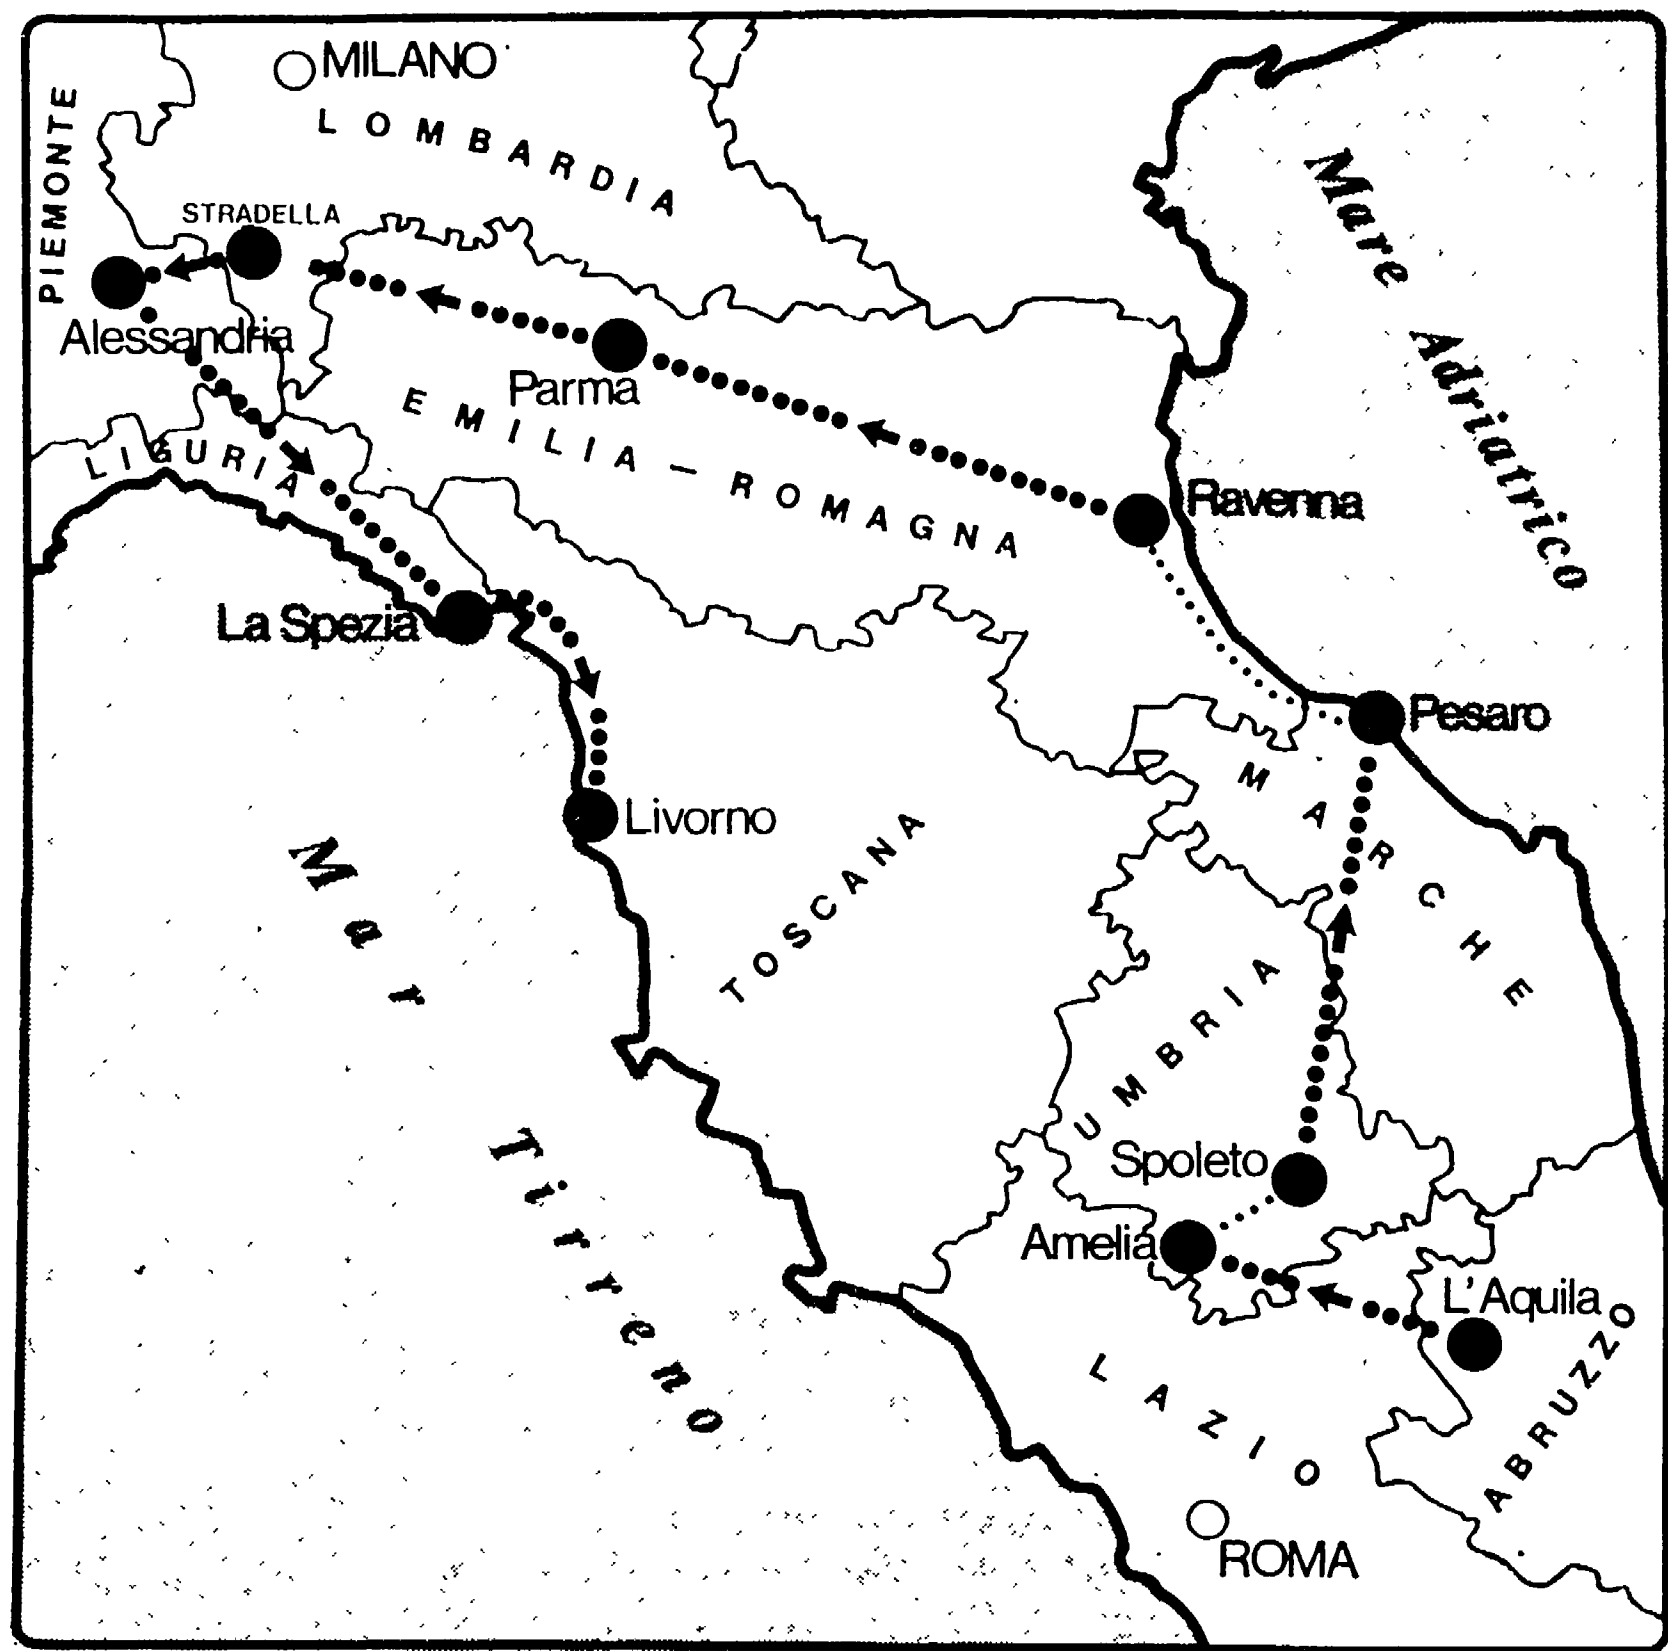 MILANO
LOMBARDIA
PIEMONTE
STRADELLA
Mare Adriatico
Alessandria
Parma
EMILIA-ROMAGNA
LIGURIA
Ravenna
La Spezia
Pesaro
Livorno
MARCHE
TOSCANA
Mar Tirreno
UMBRIA
Spoleto
Amelia
L'Aquila
LAZIO
ABRUZZO
ROMA